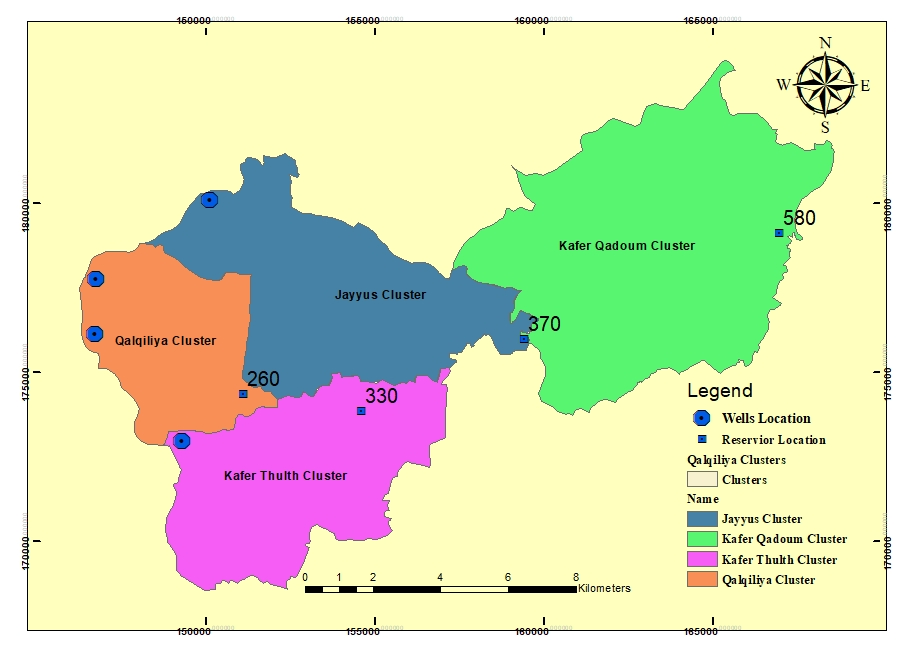 150000 155000 160000 165000
N
W E
S
180000 180000
580
Kafer Qadoum Cluster
Jayyus Cluster
370
Qalqiliya Cluster
175000 175000
260
330
Legend
Wells Location
Reservior Location
Qalqiliya Clusters
Clusters
Name
Jayyus Cluster
Kafer Qadoum Cluster
Kafer Thulth Cluster
Qalqiliya Cluster
Kafer Thulth Cluster
170000 170000
0 1 2 4 6 8
Kilometers
150000 155000 160000 165000